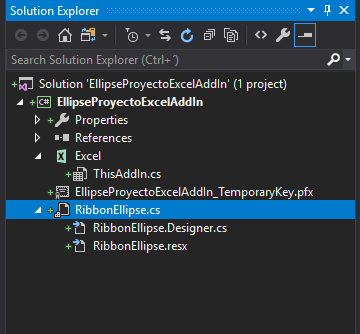 Solution Explorer
Search Solution Explorer (Ctrl+´)
Solution 'EllipseProyectoExcelAddIn' (1 project)
C# EllipseProyectoExcelAddIn
Properties
References
Excel
ThisAddIn.cs
EllipseProyectoExcelAddIn_TemporaryKey.pfx
RibbonEllipse.cs
RibbonEllipse.Designer.cs
RibbonEllipse.resx